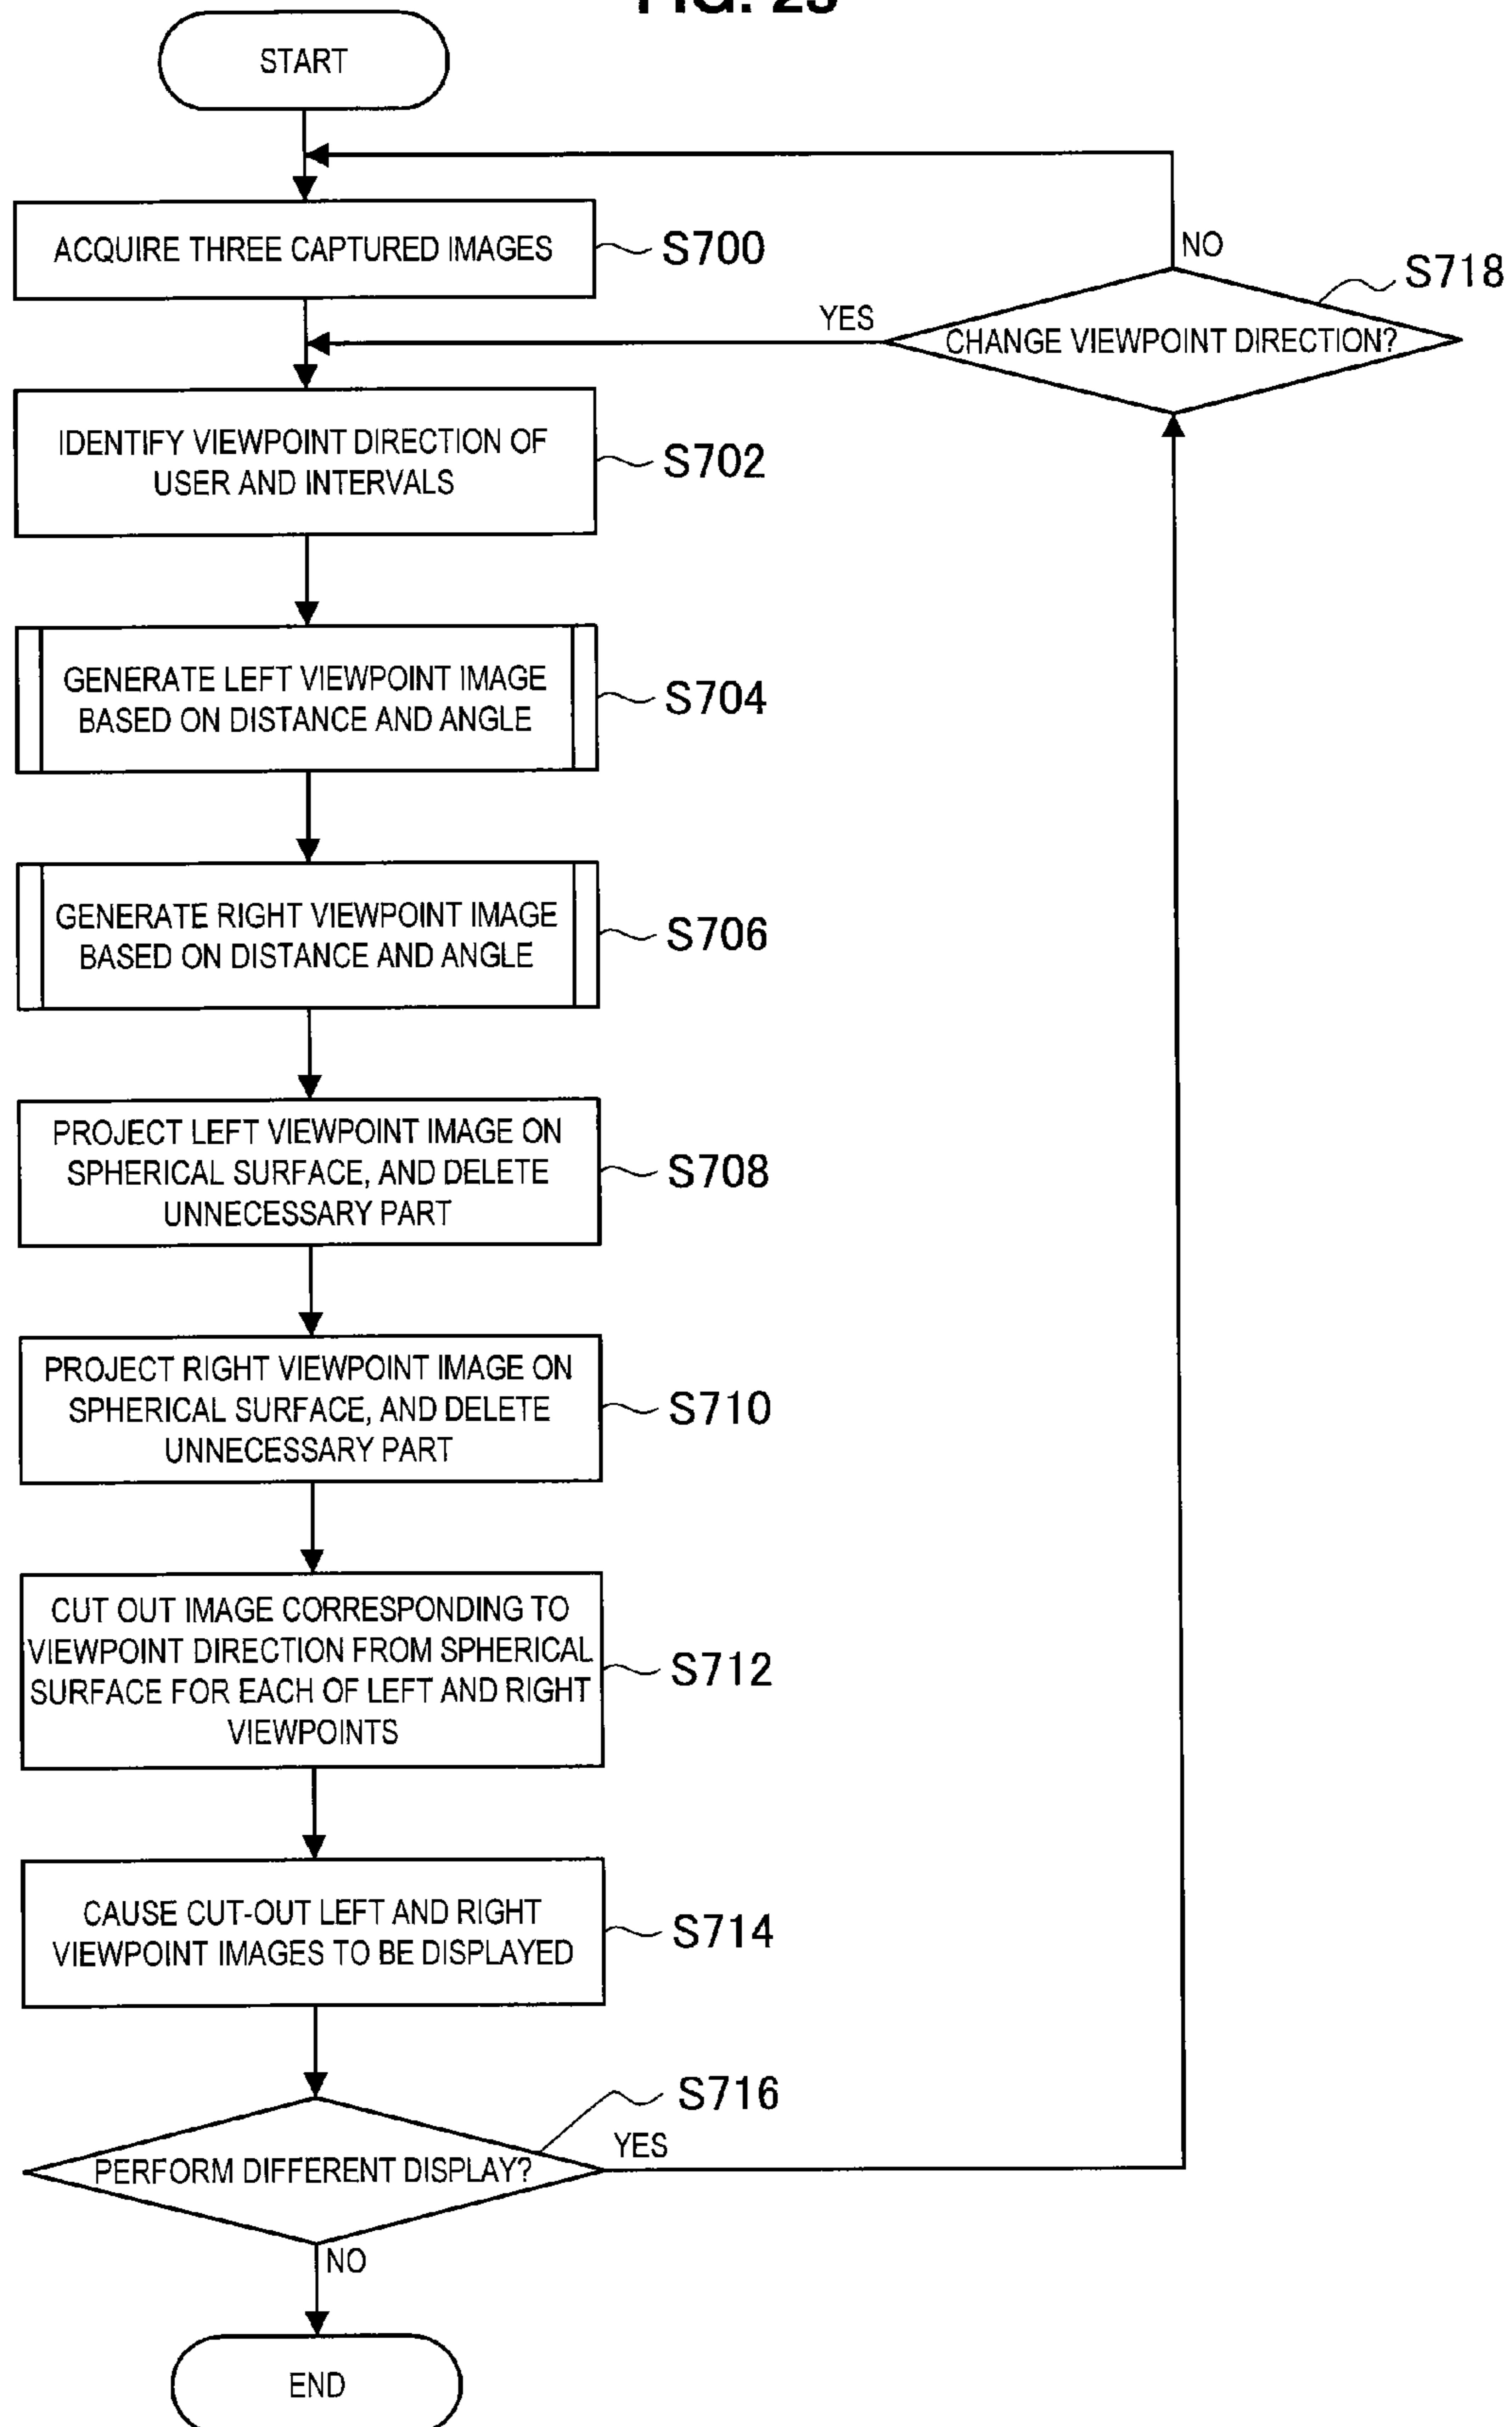 START
ACQUIRE THREE CAPTURED IMAGES
S700
NO
S718
YES
CHANGE VIEWPOINT DIRECTION?
IDENTIFY VIEWPOINT DIRECTION OF
USER AND INTERVALS
S702
GENERATE LEFT VIEWPOINT IMAGE
BASED ON DISTANCE AND ANGLE
S704
GENERATE RIGHT VIEWPOINT IMAGE
BASED ON DISTANCE AND ANGLE
S706
PROJECT LEFT VIEWPOINT IMAGE ON
SPHERICAL SURFACE, AND DELETE
UNNECESSARY PART
S708
PROJECT RIGHT VIEWPOINT IMAGE ON
SPHERICAL SURFACE, AND DELETE
UNNECESSARY PART
S710
CUT OUT IMAGE CORRESPONDING TO
VIEWPOINT DIRECTION FROM SPHERICAL
SURFACE FOR EACH OF LEFT AND RIGHT
VIEWPOINTS
S712
CAUSE CUT-OUT LEFT AND RIGHT
VIEWPOINT IMAGES TO BE DISPLAYED
S714
S716
YES
PERFORM DIFFERENT DISPLAY?
NO
END